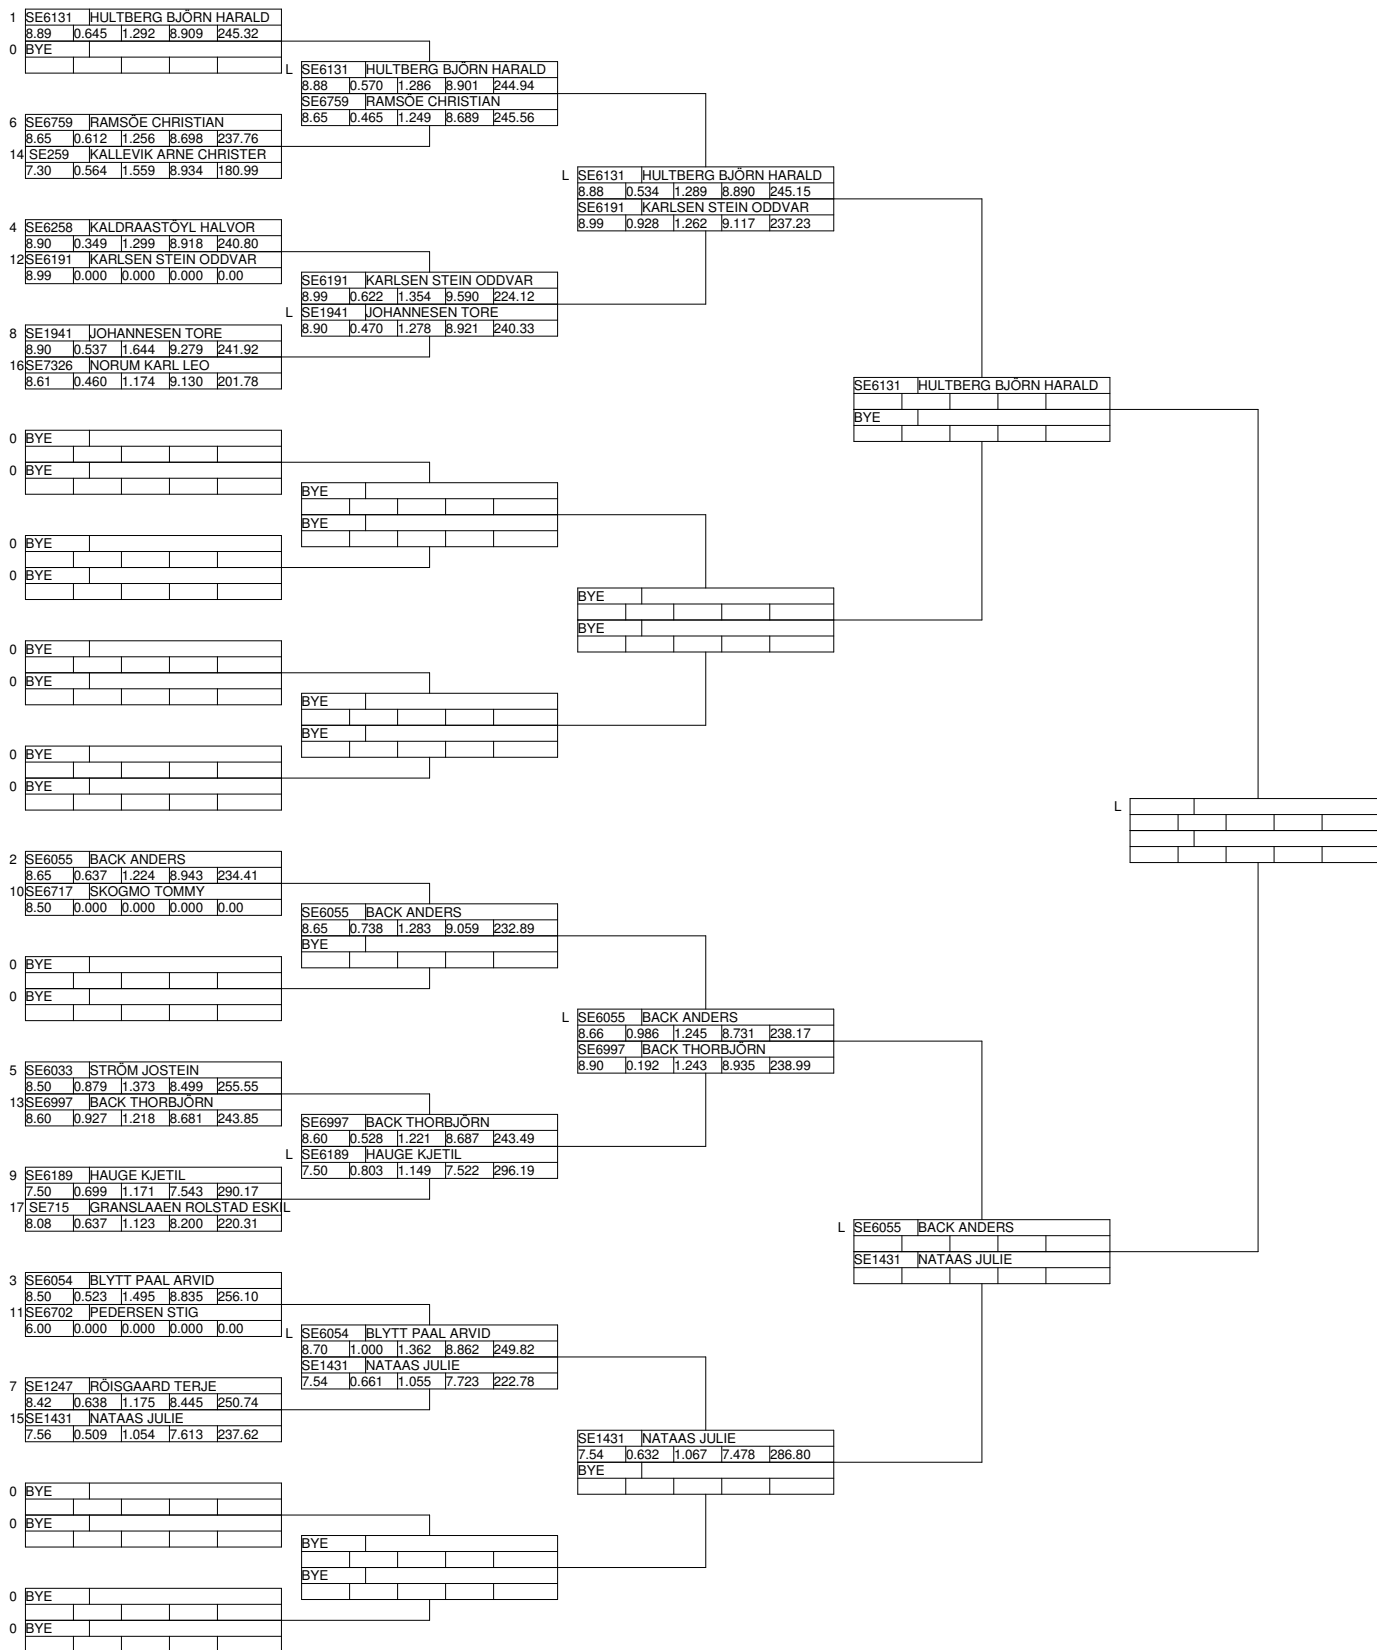 1 SE6131 HULTBERG BJÖRN HARALD
8.89 0.645 1.292 8.909 245.32
0 BYE
6 SE6759 RAMSÖE CHRISTIAN
8.65 0.612 1.256 8.698 237.76
14 SE259 KALLEVIK ARNE CHRISTER
7.30 0.564 1.559 8.934 180.99
4 SE6258 KALDRAASTÖYL HALVOR
8.90 0.349 1.299 8.918 240.80
12 SE6191 KARLSEN STEIN ODDVAR
8.99 0.000 0.000 0.000 0.00
8 SE1941 JOHANNESEN TORE
8.90 0.537 1.644 9.279 241.92
16 SE7326 NORUM KARL LEO
8.61 0.460 1.174 9.130 201.78
0 BYE
0 BYE
0 BYE
0 BYE
0 BYE
0 BYE
0 BYE
0 BYE
2 SE6055 BACK ANDERS
8.65 0.637 1.224 8.943 234.41
10 SE6717 SKOGMO TOMMY
8.50 0.000 0.000 0.000 0.00
0 BYE
0 BYE
5 SE6033 STRÖM JOSTEIN
8.50 0.879 1.373 8.499 255.55
13 SE6997 BACK THORBJÖRN
8.60 0.927 1.218 8.681 243.85
9 SE6189 HAUGE KJETIL
7.50 0.699 1.171 7.543 290.17
17 SE715 GRANSLAAEN ROLSTAD ESKIL
8.08 0.637 1.123 8.200 220.31
3 SE6054 BLYTT PAAL ARVID
8.50 0.523 1.495 8.835 256.10
11 SE6702 PEDERSEN STIG
6.00 0.000 0.000 0.000 0.00
7 SE1247 RÖISGAARD TERJE
8.42 0.638 1.175 8.445 250.74
15 SE1431 NATAAS JULIE
7.56 0.509 1.054 7.613 237.62
0 BYE
0 BYE
0 BYE
0 BYE
L SE6131 HULTBERG BJÖRN HARALD
8.88 0.570 1.286 8.901 244.94
SE6759 RAMSÖE CHRISTIAN
8.65 0.465 1.249 8.689 245.56
SE6191 KARLSEN STEIN ODDVAR
8.99 0.622 1.354 9.590 224.12
L SE1941 JOHANNESEN TORE
8.90 0.470 1.278 8.921 240.33
BYE
BYE
BYE
BYE
SE6055 BACK ANDERS
8.65 0.738 1.283 9.059 232.89
BYE
SE6997 BACK THORBJÖRN
8.60 0.528 1.221 8.687 243.49
L SE6189 HAUGE KJETIL
7.50 0.803 1.149 7.522 296.19
L SE6054 BLYTT PAAL ARVID
8.70 1.000 1.362 8.862 249.82
SE1431 NATAAS JULIE
7.54 0.661 1.055 7.723 222.78
BYE
BYE
L SE6131 HULTBERG BJÖRN HARALD
8.88 0.534 1.289 8.890 245.15
SE6191 KARLSEN STEIN ODDVAR
8.99 0.928 1.262 9.117 237.23
BYE
BYE
L SE6055 BACK ANDERS
8.66 0.986 1.245 8.731 238.17
SE6997 BACK THORBJÖRN
8.90 0.192 1.243 8.935 238.99
SE1431 NATAAS JULIE
7.54 0.632 1.067 7.478 286.80
BYE
SE6131 HULTBERG BJÖRN HARALD
BYE
L SE6055 BACK ANDERS
SE1431 NATAAS JULIE
L